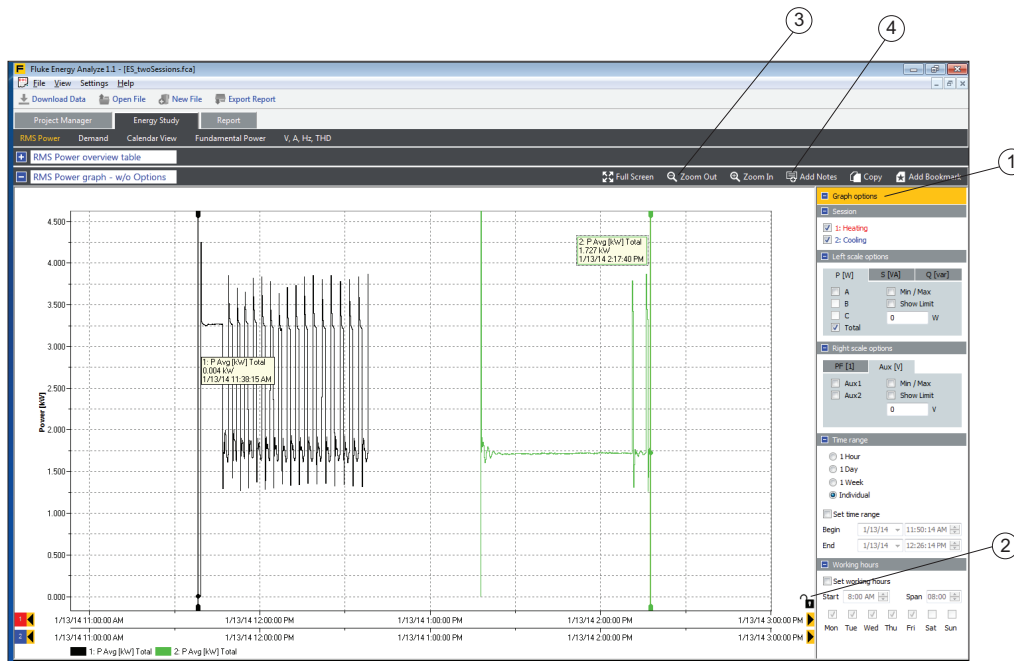 3
4
1
2
Fluke Energy Analyze 1.1 - [ES_twoSessions.fca]
File View Settings Help
Download Data Open File New File Export Report
Project Manager Energy Study Report
RMS Power Demand Calendar View Fundamental Power V, A, Hz, THD
RMS Power overview table
RMS Power graph - w/o Options Full Screen Zoom Out Zoom In Add Notes Copy Add Bookmark
Power [kW]
4.500
4.000
3.500
3.000
2.500
2.000
1.500
1.000
0.500
0.000
2: P Avg [kW] Total
1.727 kW
1/13/14 2:17:40 PM
1: P Avg [kW] Total
0.004 kW
1/13/14 11:38:15 AM
1 1/13/14 11:00:00 AM 1/13/14 12:00:00 PM 1/13/14 1:00:00 PM 1/13/14 2:00:00 PM 1/13/14 3:00:00 PM
2 1/13/14 11:00:00 AM 1/13/14 12:00:00 PM 1/13/14 1:00:00 PM 1/13/14 2:00:00 PM 1/13/14 3:00:00 PM
1: P Avg [kW] Total 2: P Avg [kW] Total
Graph options
Session
1: Heating
2: Cooling
Left scale options
P [W] S [VA] Q [var]
A Min / Max
B Show Limit
C 0 W
Total
Right scale options
PF [1] Aux [V]
Aux1 Min / Max
Aux2 Show Limit
0 V
Time range
1 Hour
1 Day
1 Week
Individual
Set time range
Begin 1/13/14 11:50:14 AM
End 1/13/14 12:26:14 PM
Working hours
Set working hours
Start 8:00 AM Span 08:00
Mon Tue Wed Thu Fri Sat Sun